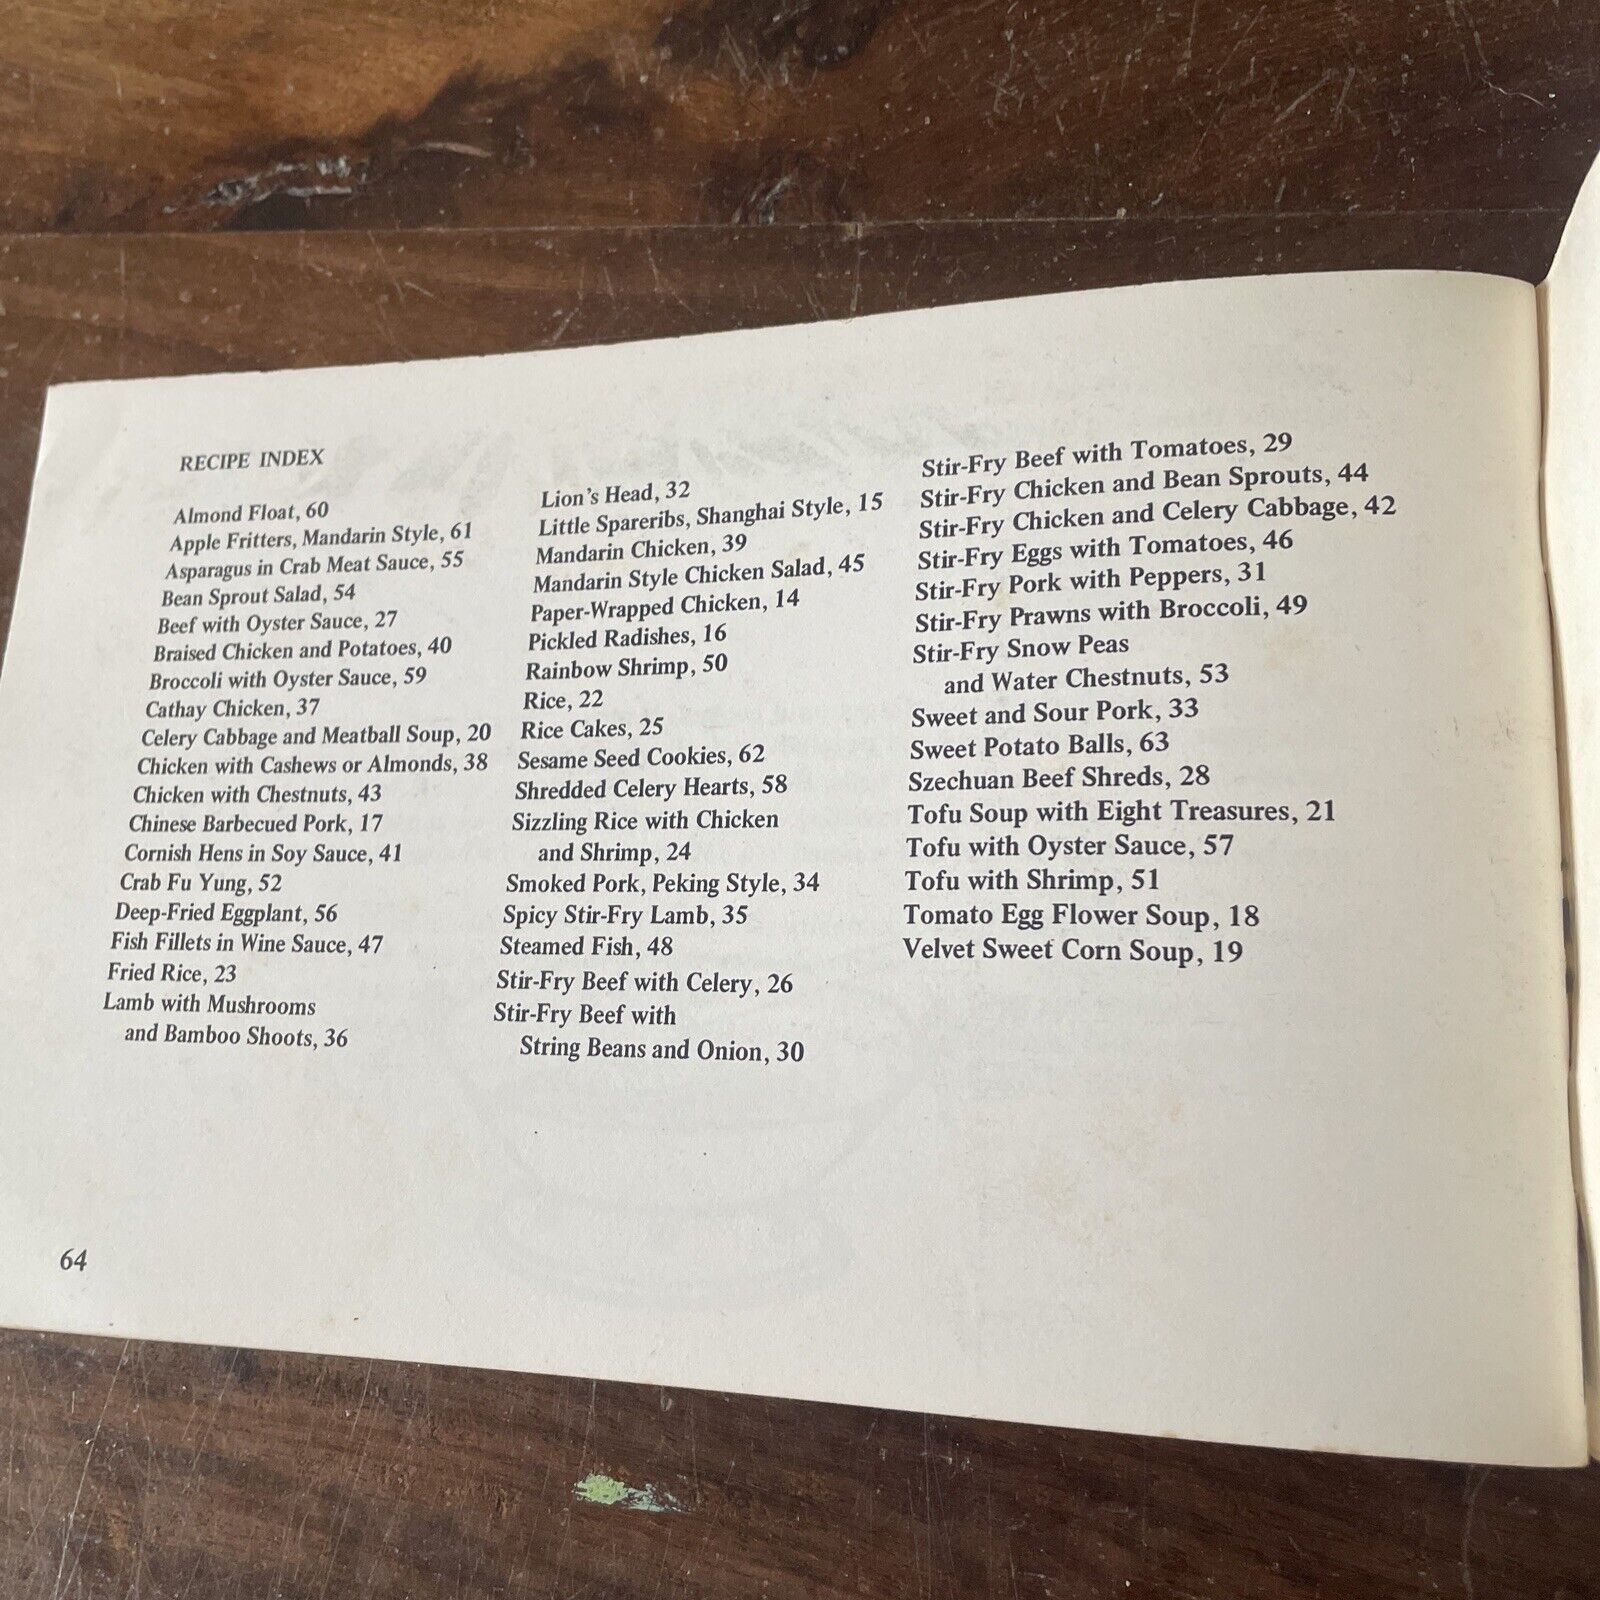 RECIPE INDEX
Almond Float, 60
Apple Fritters, Mandarin Style, 61
Asparagus in Crab Meat Sauce, 55
Bean Sprout Salad, 54
Beef with Oyster Sauce, 27
Braised Chicken and Potatoes, 40
Broccoli with Oyster Sauce, 59
Cathay Chicken, 37
Celery Cabbage and Meatball Soup, 20
Chicken with Cashews or Almonds, 38
Chicken with Chestnuts, 43
Chinese Barbecued Pork, 17
Cornish Hens in Soy Sauce, 41
Crab Fu Yung, 52
Deep-Fried Eggplant, 56
Fish Fillets in Wine Sauce, 47
Fried Rice, 23
Lamb with Mushrooms
and Bamboo Shoots, 36
Lion's Head, 32
Little Spareribs, Shanghai Style, 15
Mandarin Chicken, 39
Mandarin Style Chicken Salad, 45
Paper-Wrapped Chicken, 14
Pickled Radishes, 16
Rainbow Shrimp, 50
Rice, 22
Rice Cakes, 25
Sesame Seed Cookies, 62
Shredded Celery Hearts, 58
Sizzling Rice with Chicken
and Shrimp, 24
Smoked Pork, Peking Style, 34
Spicy Stir-Fry Lamb, 35
Steamed Fish, 48
Stir-Fry Beef with Celery, 26
Stir-Fry Beef with
String Beans and Onion, 30
Stir-Fry Beef with Tomatoes, 29
Stir-Fry Chicken and Bean Sprouts, 44
Stir-Fry Chicken and Celery Cabbage, 42
Stir-Fry Eggs with Tomatoes, 46
Stir-Fry Pork with Peppers, 31
Stir-Fry Prawns with Broccoli, 49
Stir-Fry Snow Peas
and Water Chestnuts, 53
Sweet and Sour Pork, 33
Sweet Potato Balls, 63
Szechuan Beef Shreds, 28
Tofu Soup with Eight Treasures, 21
Tofu with Oyster Sauce, 57
Tofu with Shrimp, 51
Tomato Egg Flower Soup, 18
Velvet Sweet Corn Soup, 19
64